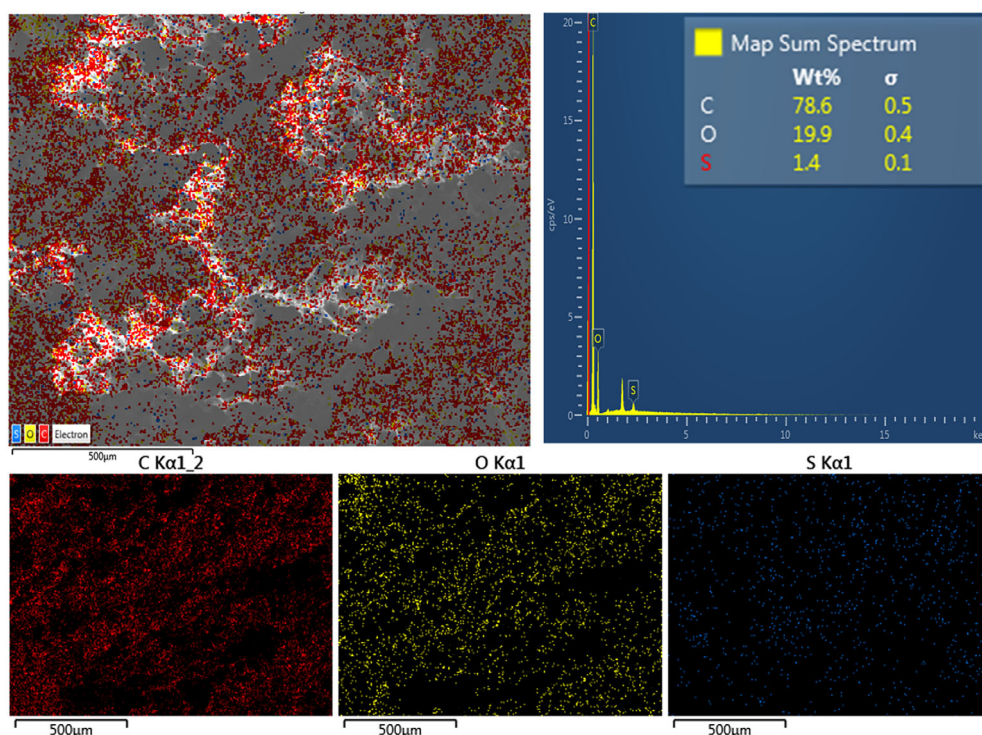 S O C Electron
500μm
20
15
10
5
0
cps/eV
C
O
S
0 5 10 15 ke
Map Sum Spectrum
Wt% σ
C 78.6 0.5
O 19.9 0.4
S 1.4 0.1
C Kα1_2
500μm
O Kα1
500μm
S Kα1
500μm